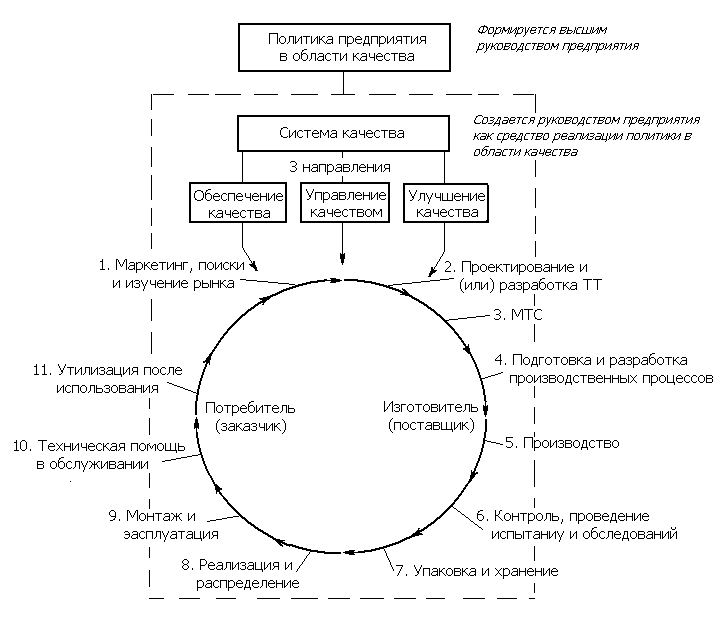 Политика предприятия
в области качества
Формируется высшим
руководством предприятия
Система качества
Создается руководством предприятия
как средство реализации политики в
области качества
3 направления
Обеспечение
качества
Управление
качеством
Улучшение
качества
1. Маркетинг, поиски
и изучение рынка
2. Проектирование и
(или) разработка ТТ
3. МТС
4. Подготовка и разработка
производственных процессов
11. Утилизация после
использования
Потребитель
(заказчик)
Изготовитель
(поставщик)
5. Производство
10. Техническая помощь
в обслуживании
9. Монтаж и
эасплуатация
6. Контроль, проведение
испытаниу и обследований
8. Реализация и
распределение
7. Упаковка и хранение